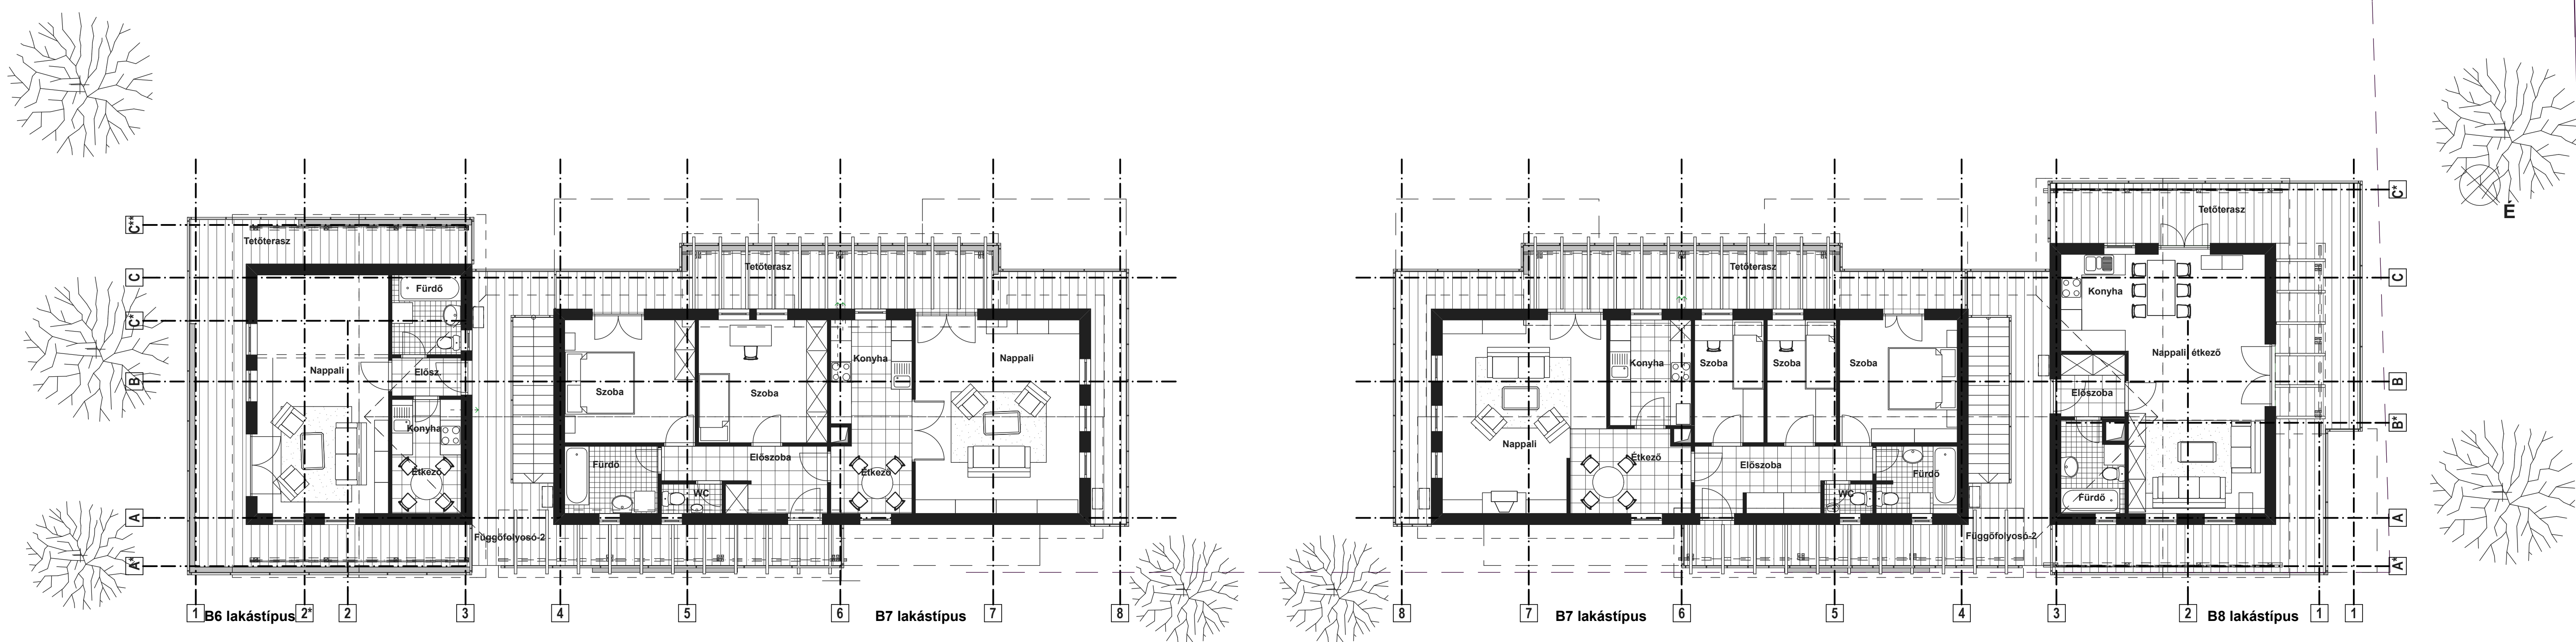 C**
C
C*
B
A
A*
Tetőterasz
Fürdő
Nappali
Elősz.
Konyha
Étkező
Függőfolyosó-2
Tetőterasz
Szoba
Szoba
Konyha
Nappali
Fürdő
Előszoba
WC
Étkező
1
B6 lakástípus
2*
2
3
4
5
6
B7 lakástípus
7
8
Tetőterasz
Konyha
Szoba
Szoba
Szoba
Nappali
Étkező
Előszoba
Fürdő
WC
Függőfolyosó-2
Tetőterasz
Konyha
Nappali étkező
Előszoba
Fürdő
8
7
B7 lakástípus
6
5
4
3
2
B8 lakástípus
1
1
C*
C
B
B*
A
A*
É